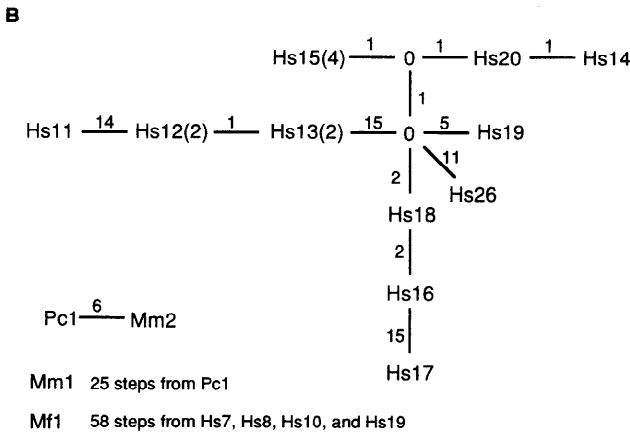 B
Hs15(4) 1 0 1 Hs20 1 Hs14
1
Hs11 14 Hs12(2) 1 Hs13(2) 15 0 5 Hs19
11
2
Hs26
Hs18
2
Hs16
Pc1 6 Mm2
15
Hs17
Mm1 25 steps from Pc1
Mf1 58 steps from Hs7, Hs8, Hs10, and Hs19